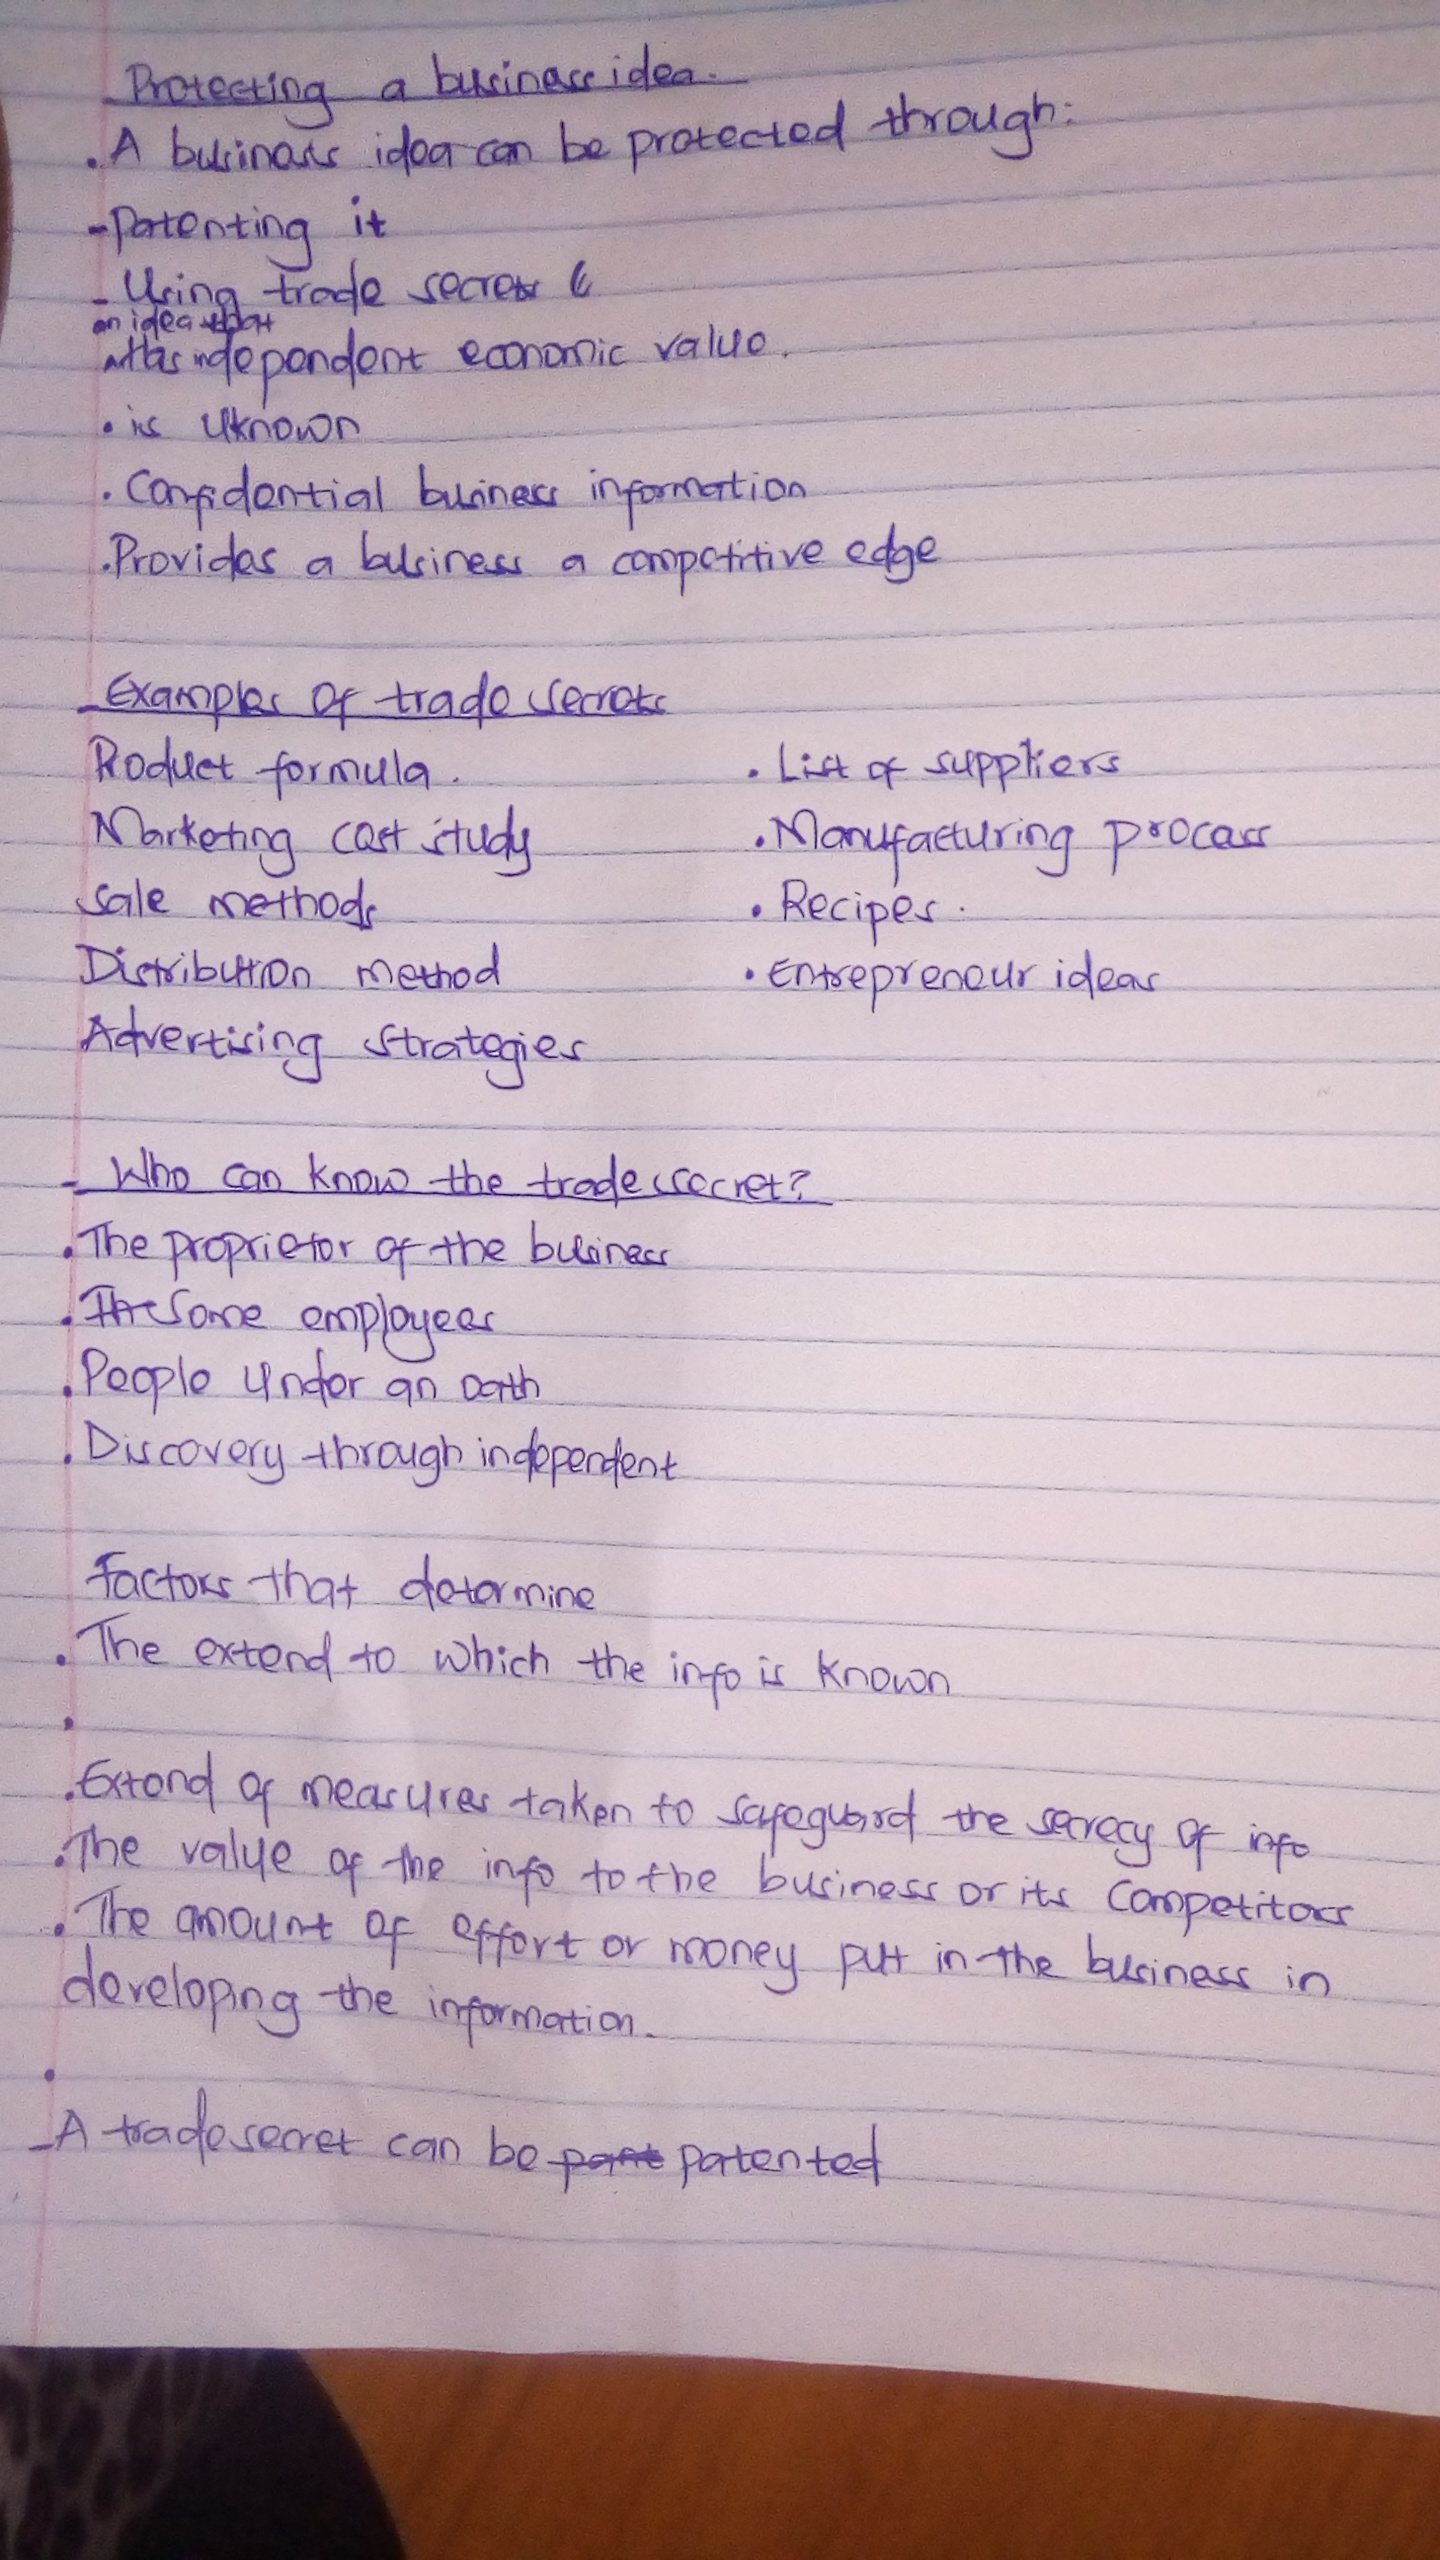 Protecting a business idea.
. A business idea can be protected through:
- Patenting it
- Using trade secrets (
an idea that
Has independent economic value.
. is uknown
. Confidential business information
. Provides a business a competitive edge
Examples of trade secrets
Product formula.
Marketing cost study
Sale methods
Distribution method
Advertising strategies
. List of suppliers
. Manufacturing process
. Recipes.
. Entrepreneur ideas
- Who can know the trade secret?
. The proprietor of the business
. The Some employees
. People under an oath
. Discovery through independent
Factors that determine
. The extend to which the info is known
.
. Extend of measures taken to safeguard the secrecy of info
. The value of the info to the business or its competitors
. The amount of effort or money put in the business in
developing the information.
.
- A trade secret can be pant patented